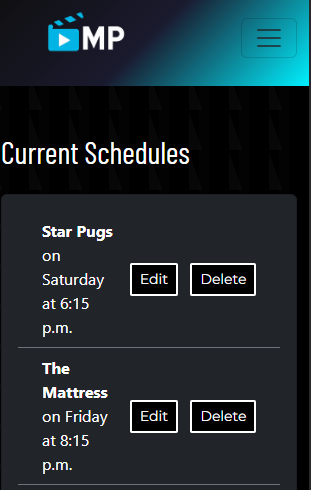 MP
Current Schedules
Star Pugs
on
Saturday
at 6:15
p.m.
Edit
Delete
The
Mattress
on Friday
at 8:15
p.m.
Edit
Delete